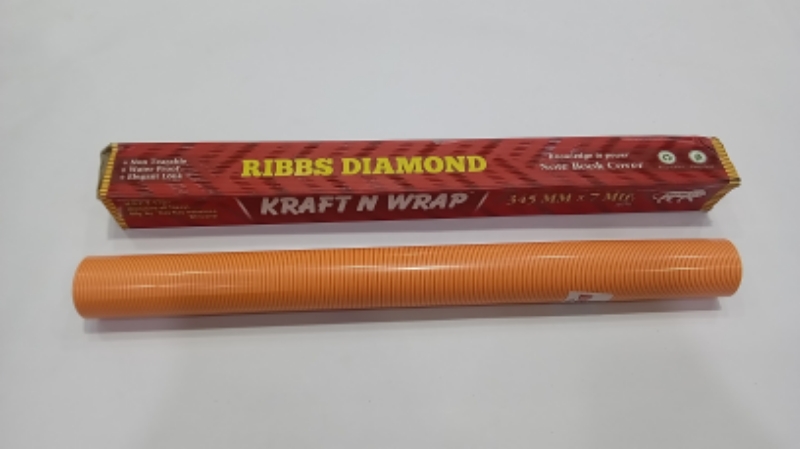 • Non Tearable
• Water Proof
• Elegant Look
RIBBS DIAMOND
Knowledge is power
Note Book Cover
KRAFT N WRAP
345 MM x 7 Mtr